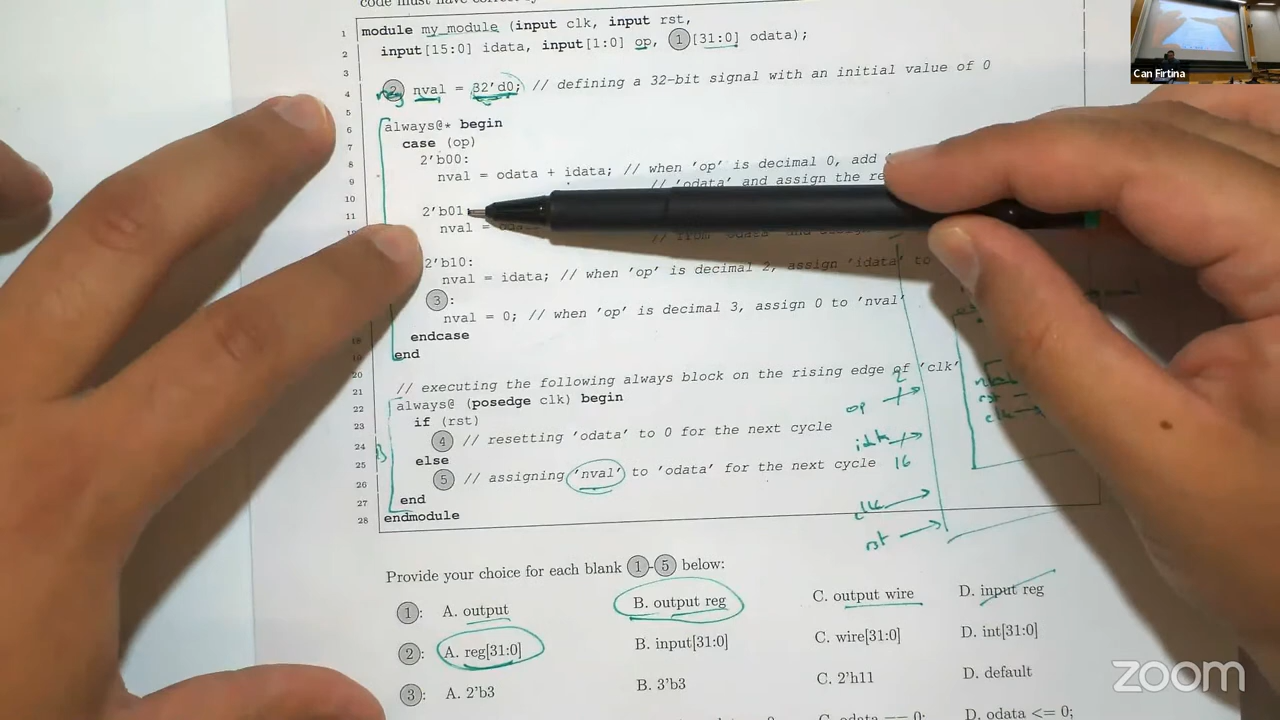 code must have correct
1 module my_module (input clk, input rst,
2 input[15:0] idata, input[1:0] op, 1 [31:0] odata);
3
4 reg 2 nval = 32'd0; // defining a 32-bit signal with an initial value of 0
5
6 always@* begin
7 case (op)
8 2'b00:
9 nval = odata + idata; // when 'op' is decimal 0, add
10 // 'odata' and assign the
11 2'b01:
nval =
2'b10:
nval = idata; // when 'op' is decimal 2, assign 'idata' to
3 :
nval = 0; // when 'op' is decimal 3, assign 0 to 'nval'
endcase
19 end
20
21 // executing the following always block on the rising edge of 'clk'
22 always@ (posedge clk) begin
23 if (rst)
24 4 // resetting 'odata' to 0 for the next cycle
25 else
26 5 // assigning 'nval' to 'odata' for the next cycle
27 end
28 endmodule
op 2
16
clk
rst
rst
clk
Provide your choice for each blank 1-5 below:
1: A. output B. output reg C. output wire D. input reg
2: A. reg[31:0] B. input[31:0] C. wire[31:0] D. int[31:0]
3: A. 2'b3 B. 3'b3 C. 2'h11 D. default
C. odata == 0; D. odata <= 0;
Can Firtina
zoom